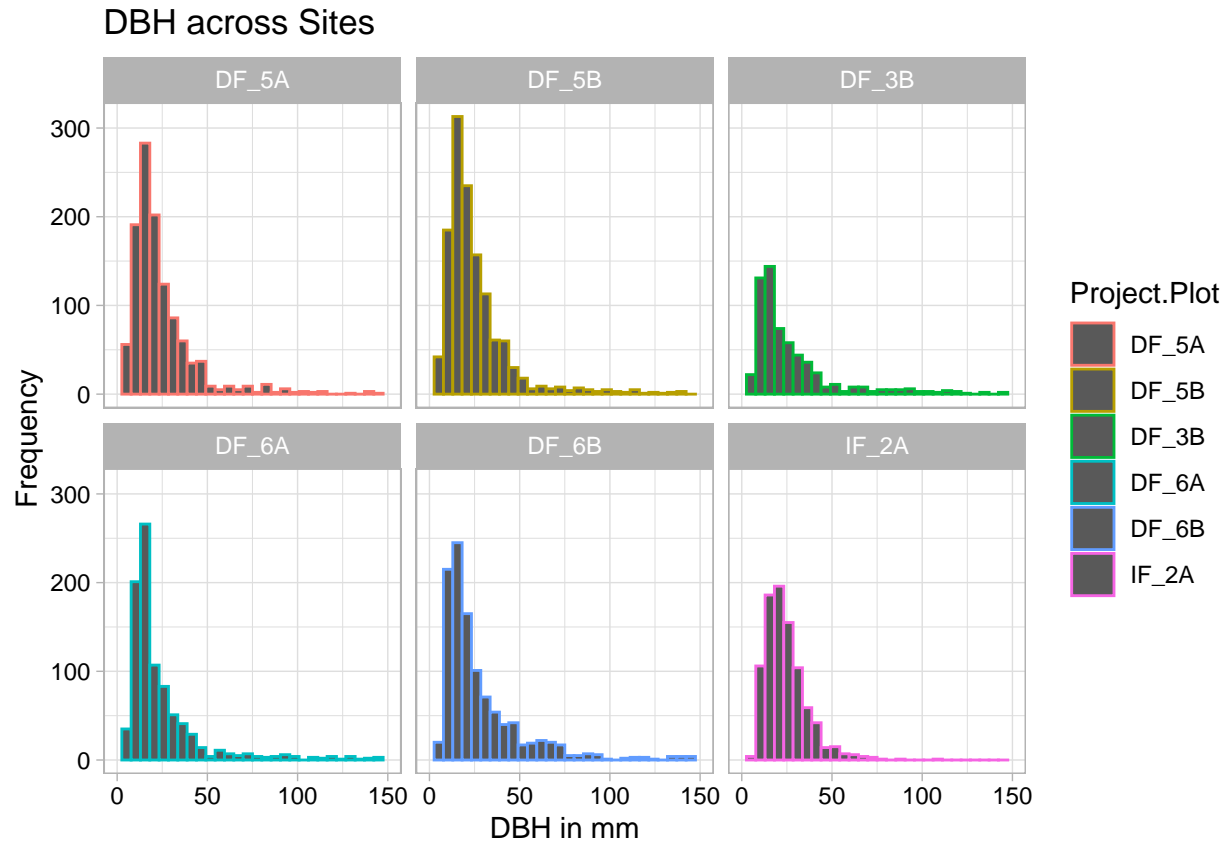 DBH across Sites
DF_5A DF_5B DF_3B
300
200
100
0
DF_6A DF_6B IF_2A
300
200
100
0
0 50 100 150 0 50 100 150 0 50 100 150
DBH in mm
Frequency
Project.Plot
DF_5A
DF_5B
DF_3B
DF_6A
DF_6B
IF_2A